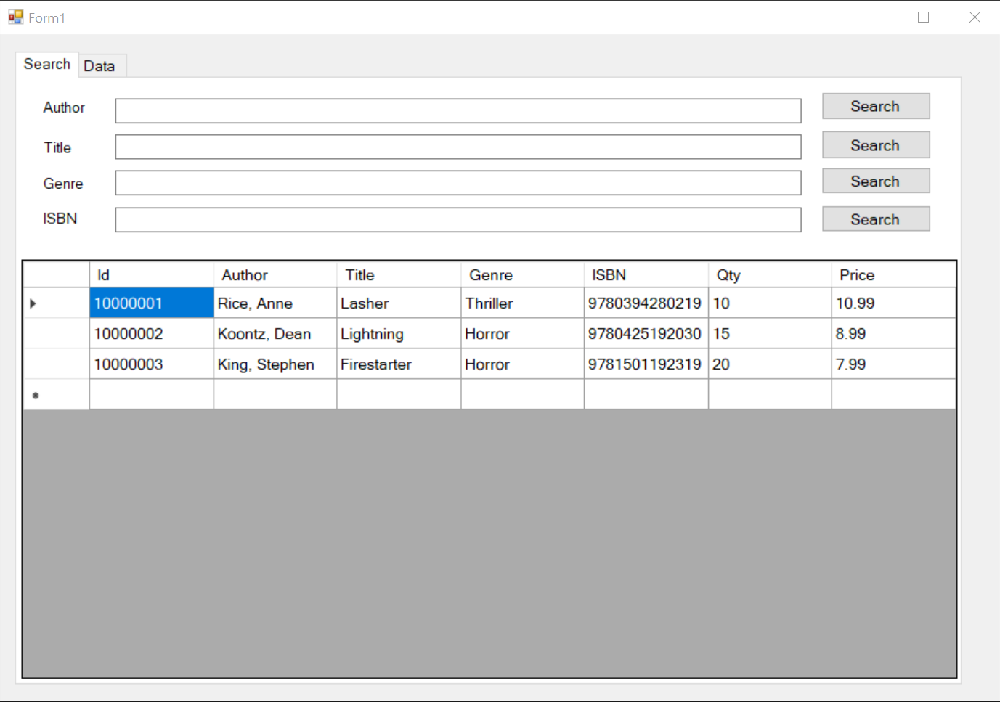 Form1
Search Data
Author Search
Title Search
Genre Search
ISBN Search
Id Author Title Genre ISBN Qty Price
10000001 Rice, Anne Lasher Thriller 9780394280219 10 10.99
10000002 Koontz, Dean Lightning Horror 9780425192030 15 8.99
10000003 King, Stephen Firestarter Horror 9781501192319 20 7.99